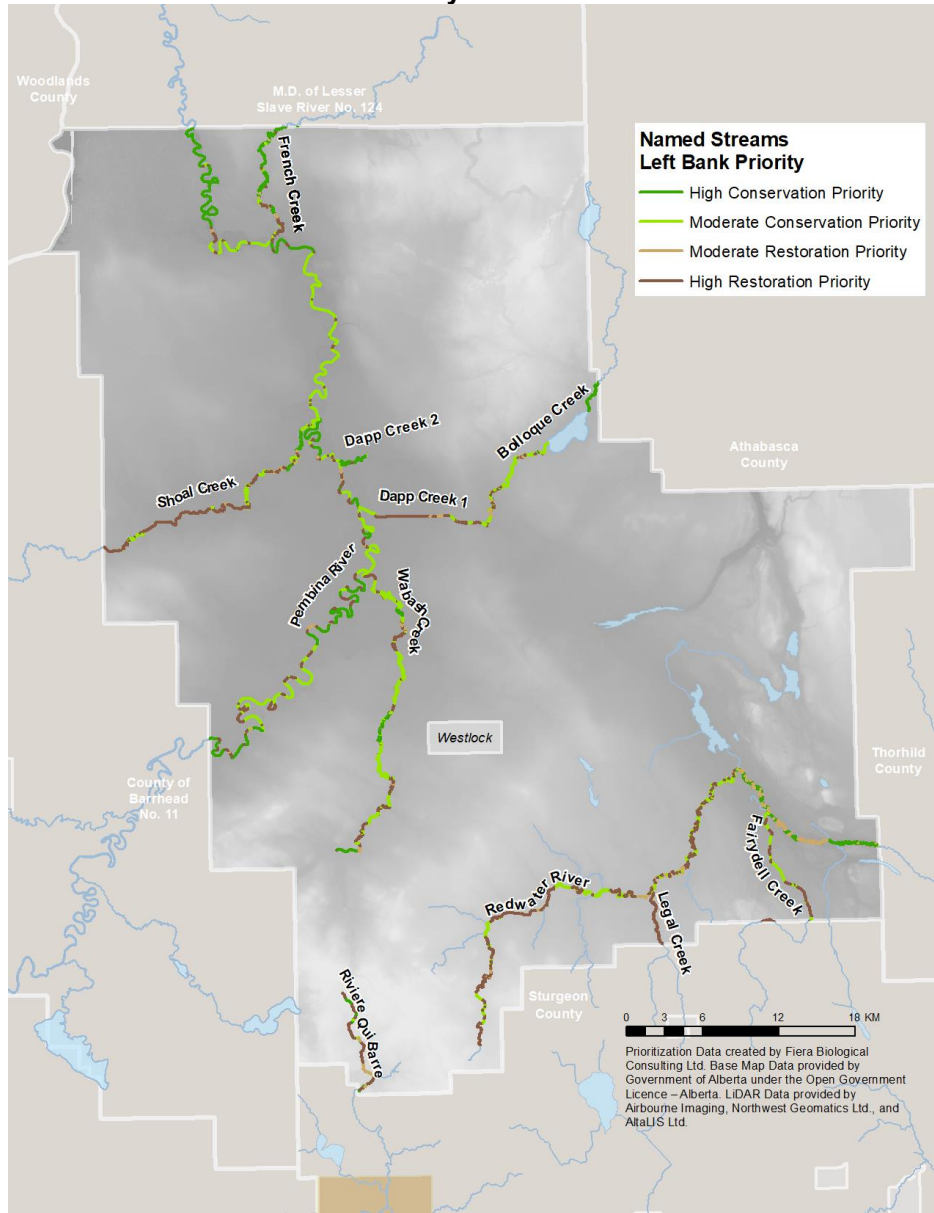 Woodlands
County
M.D. of Lesser
Slave River No. 124
French Creek
Named Streams
Left Bank Priority
High Conservation Priority
Moderate Conservation Priority
Moderate Restoration Priority
High Restoration Priority
Bolloque Creek
Dapp Creek 2
Athabasca
County
Shoal Creek
Dapp Creek 1
Pembina River
Wabash Creek
Westlock
Thorhild
County
County of
Barrhead
No. 11
Fairydell Creek
Redwater River
Legal Creek
Riviere Qui Barre
Sturgeon
County
0 3 6 12 18 KM
Prioritization Data created by Fiera Biological
Consulting Ltd. Base Map Data provided by
Government of Alberta under the Open Government
Licence – Alberta. LiDAR Data provided by
Airbourne Imaging, Northwest Geomatics Ltd., and
AltaLIS Ltd.